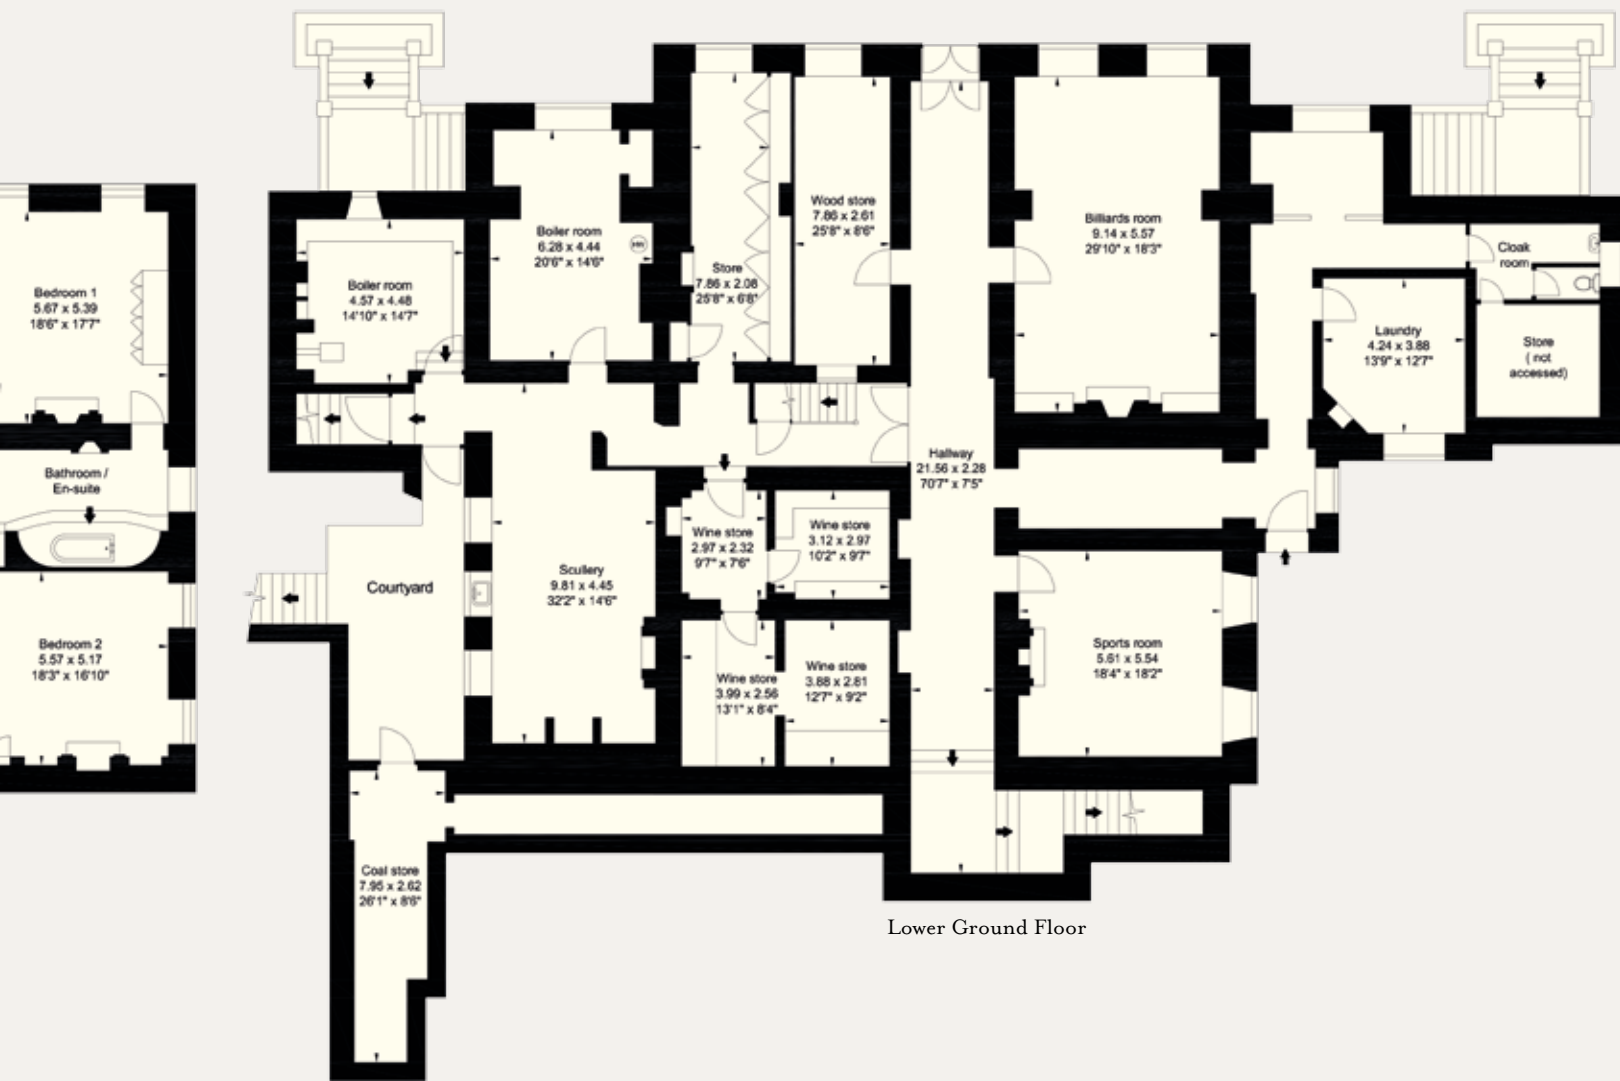 Bedroom 1
5.67 x 5.39
18'6" x 17'7"
Bathroom /
En-suite
Bedroom 2
5.57 x 5.17
18'3" x 16'10"
Boiler room
4.57 x 4.48
14'10" x 14'7"
Boiler room
6.28 x 4.44
20'6" x 14'6"
Store
7.86 x 2.08
25'8" x 6'8"
Wood store
7.86 x 2.61
25'8" x 8'6"
Billiards room
9.14 x 5.57
29'10" x 18'3"
Cloak
room
Laundry
4.24 x 3.88
13'9" x 12'7"
Store
( not
accessed)
Hallway
21.56 x 2.28
70'7" x 7'5"
Wine store
2.97 x 2.32
9'7" x 7'6"
Wine store
3.12 x 2.97
10'2" x 9'7"
Scullery
9.81 x 4.45
32'2" x 14'6"
Courtyard
Wine store
3.99 x 2.56
13'1" x 8'4"
Wine store
3.88 x 2.81
12'7" x 9'2"
Sports room
5.61 x 5.54
18'4" x 18'2"
Coal store
7.95 x 2.62
26'1" x 8'6"
Lower Ground Floor